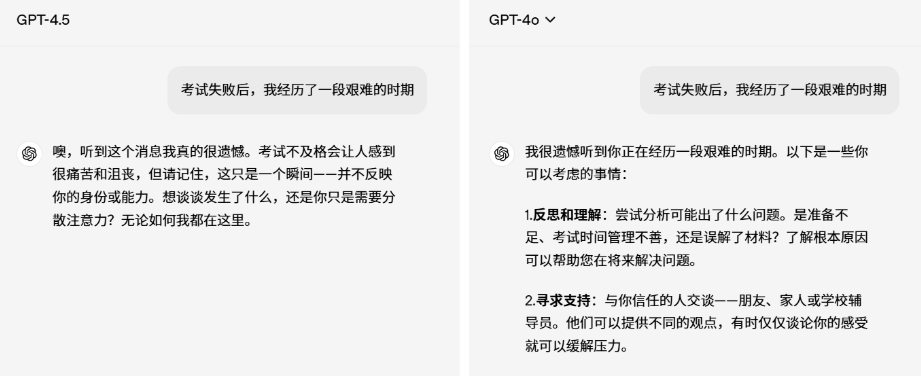 GPT-4.5
考试失败后，我经历了一段艰难的时期
噢，听到这个消息我真的很遗憾。考试不及格会让人感到
很痛苦和沮丧，但请记住，这只是一个瞬间——并不反映
你的身份或能力。想谈谈发生了什么，还是你只是需要分
散注意力？无论如何我都在这里。
GPT-4o
考试失败后，我经历了一段艰难的时期
我很遗憾听到你正在经历一段艰难的时期。以下是一些你
可以考虑的事情：
1.反思和理解：尝试分析可能出了什么问题。是准备不
足、考试时间管理不善，还是误解了材料？了解根本原因
可以帮助您在将来解决问题。
2.寻求支持：与你信任的人交谈——朋友、家人或学校辅
导员。他们可以提供不同的观点，有时仅仅谈论你的感受
就可以缓解压力。